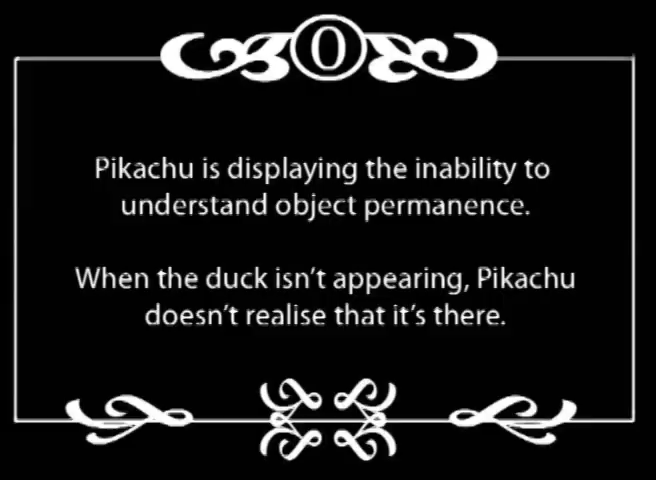 0
Pikachu is displaying the inability to
understand object permanence.
When the duck isn't appearing, Pikachu
doesn't realise that it's there.